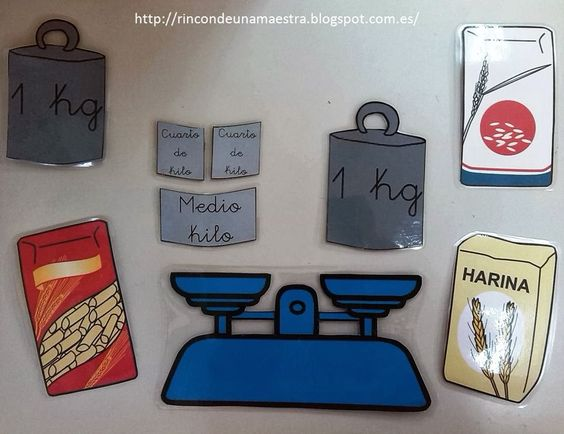 http://rincondeunamaestra.blogspot.com.es/
1 Kg
Cuarto
de
kilo
Cuarto
de
kilo
Medio
kilo
1 Kg
HARINA